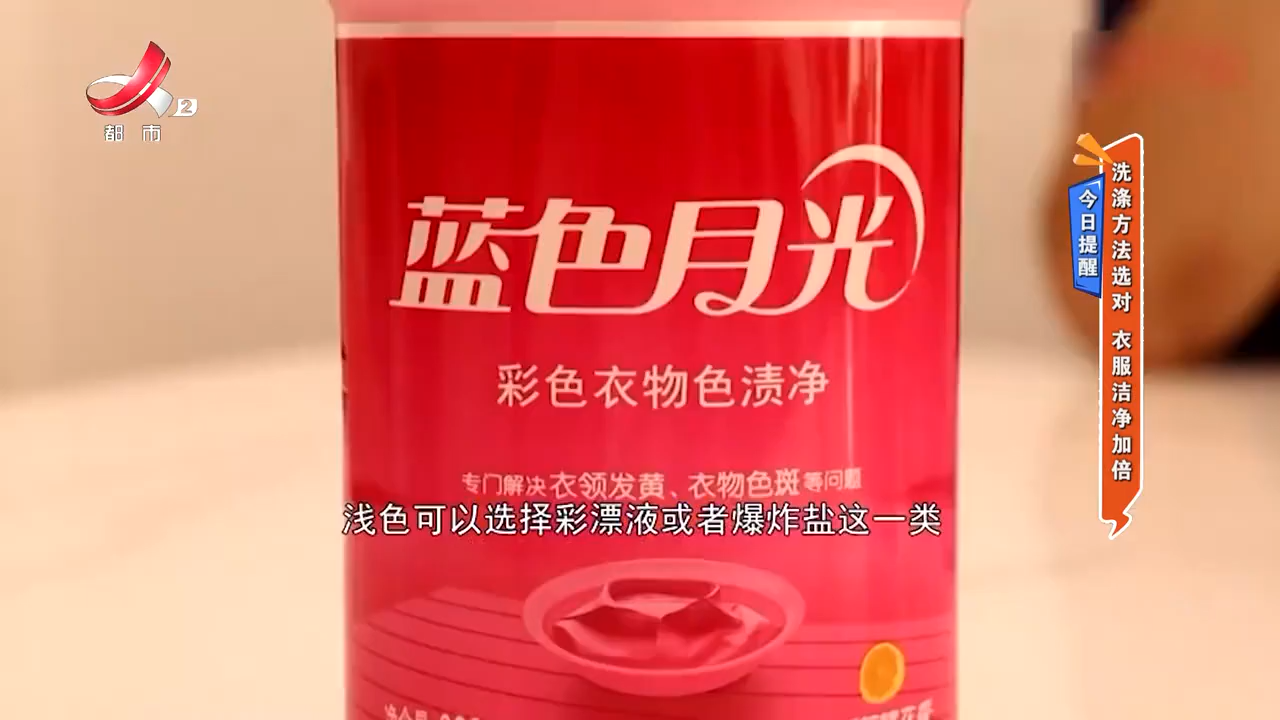 2
都市
蓝色月光
彩色衣物色渍净
专门解决衣领发黄、衣物色斑等问题
浅色可以选择彩漂液或者爆炸盐这一类
今日提醒
洗涤方法选对 衣服洁净加倍